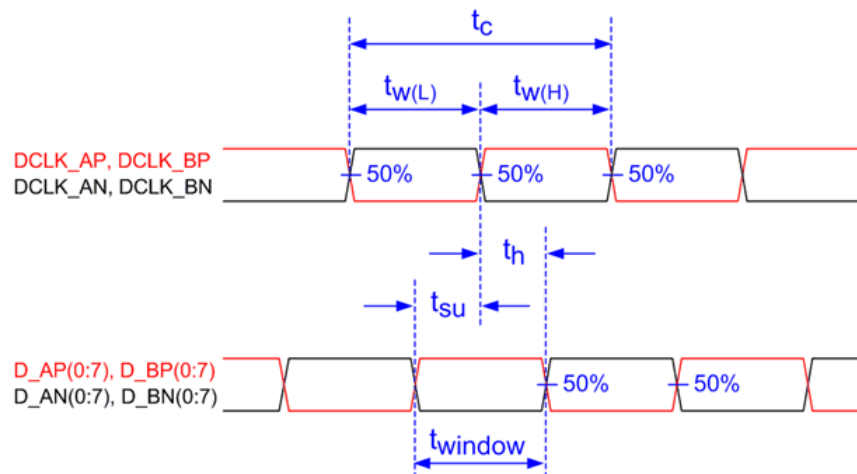 tc
tw(L) tw(H)
DCLK_AP, DCLK_BP
DCLK_AN, DCLK_BN
50% 50% 50%
th
tsu
D_AP(0:7), D_BP(0:7)
D_AN(0:7), D_BN(0:7)
50% 50%
twindow